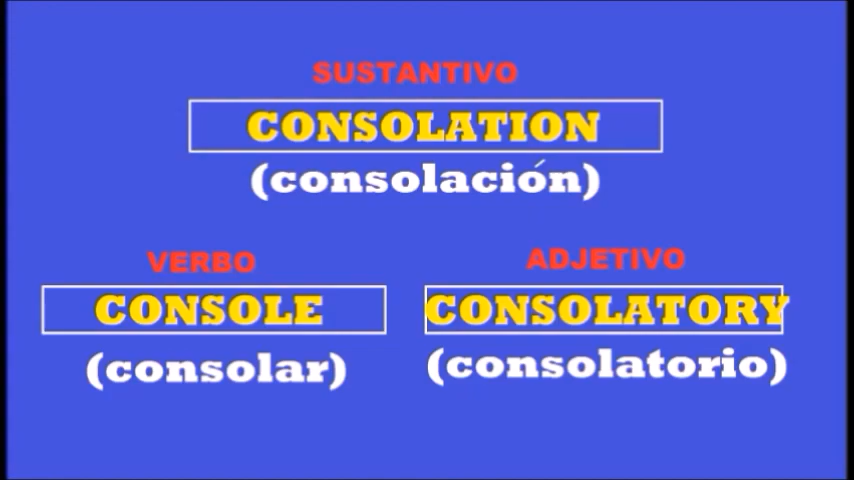 SUSTANTIVO
CONSOLATION
(consolación)
VERBO
CONSOLE
(consolar)
ADJETIVO
CONSOLATORY
(consolatorio)